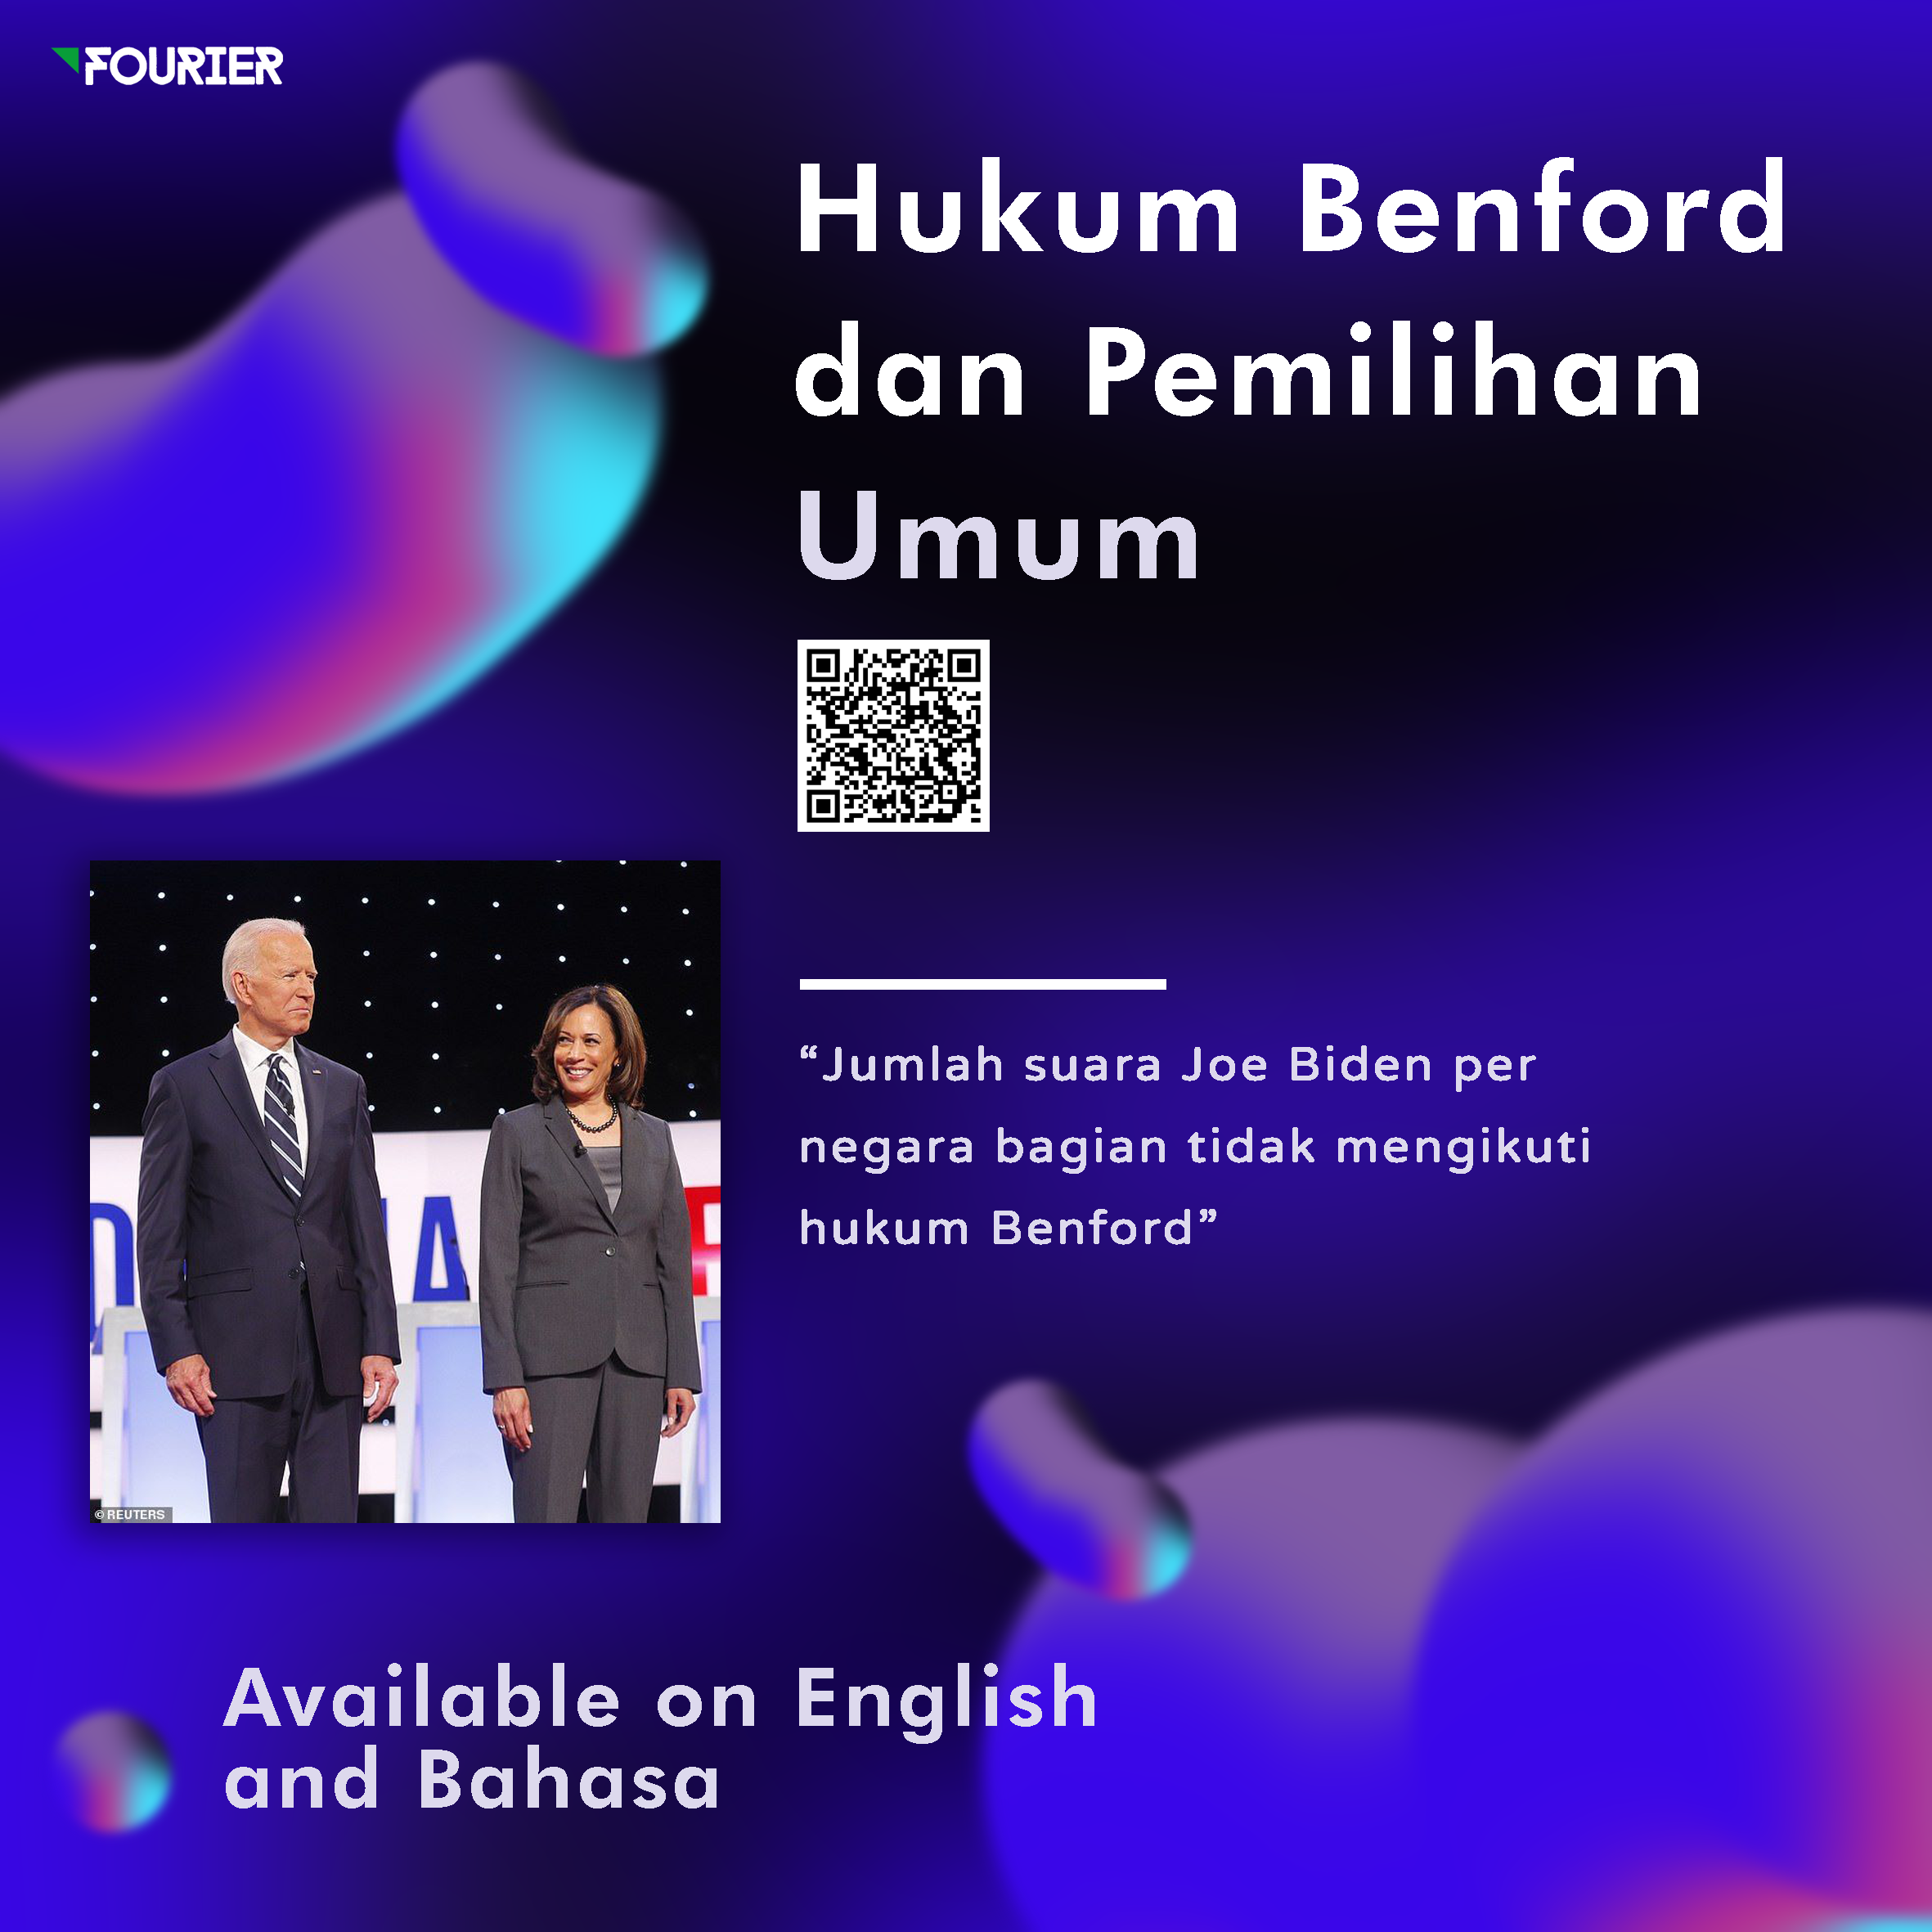 FOURIER
Hukum Benford
dan Pemilihan
Umum
“Jumlah suara Joe Biden per
negara bagian tidak mengikuti
hukum Benford”
© REUTERS
Available on English
and Bahasa